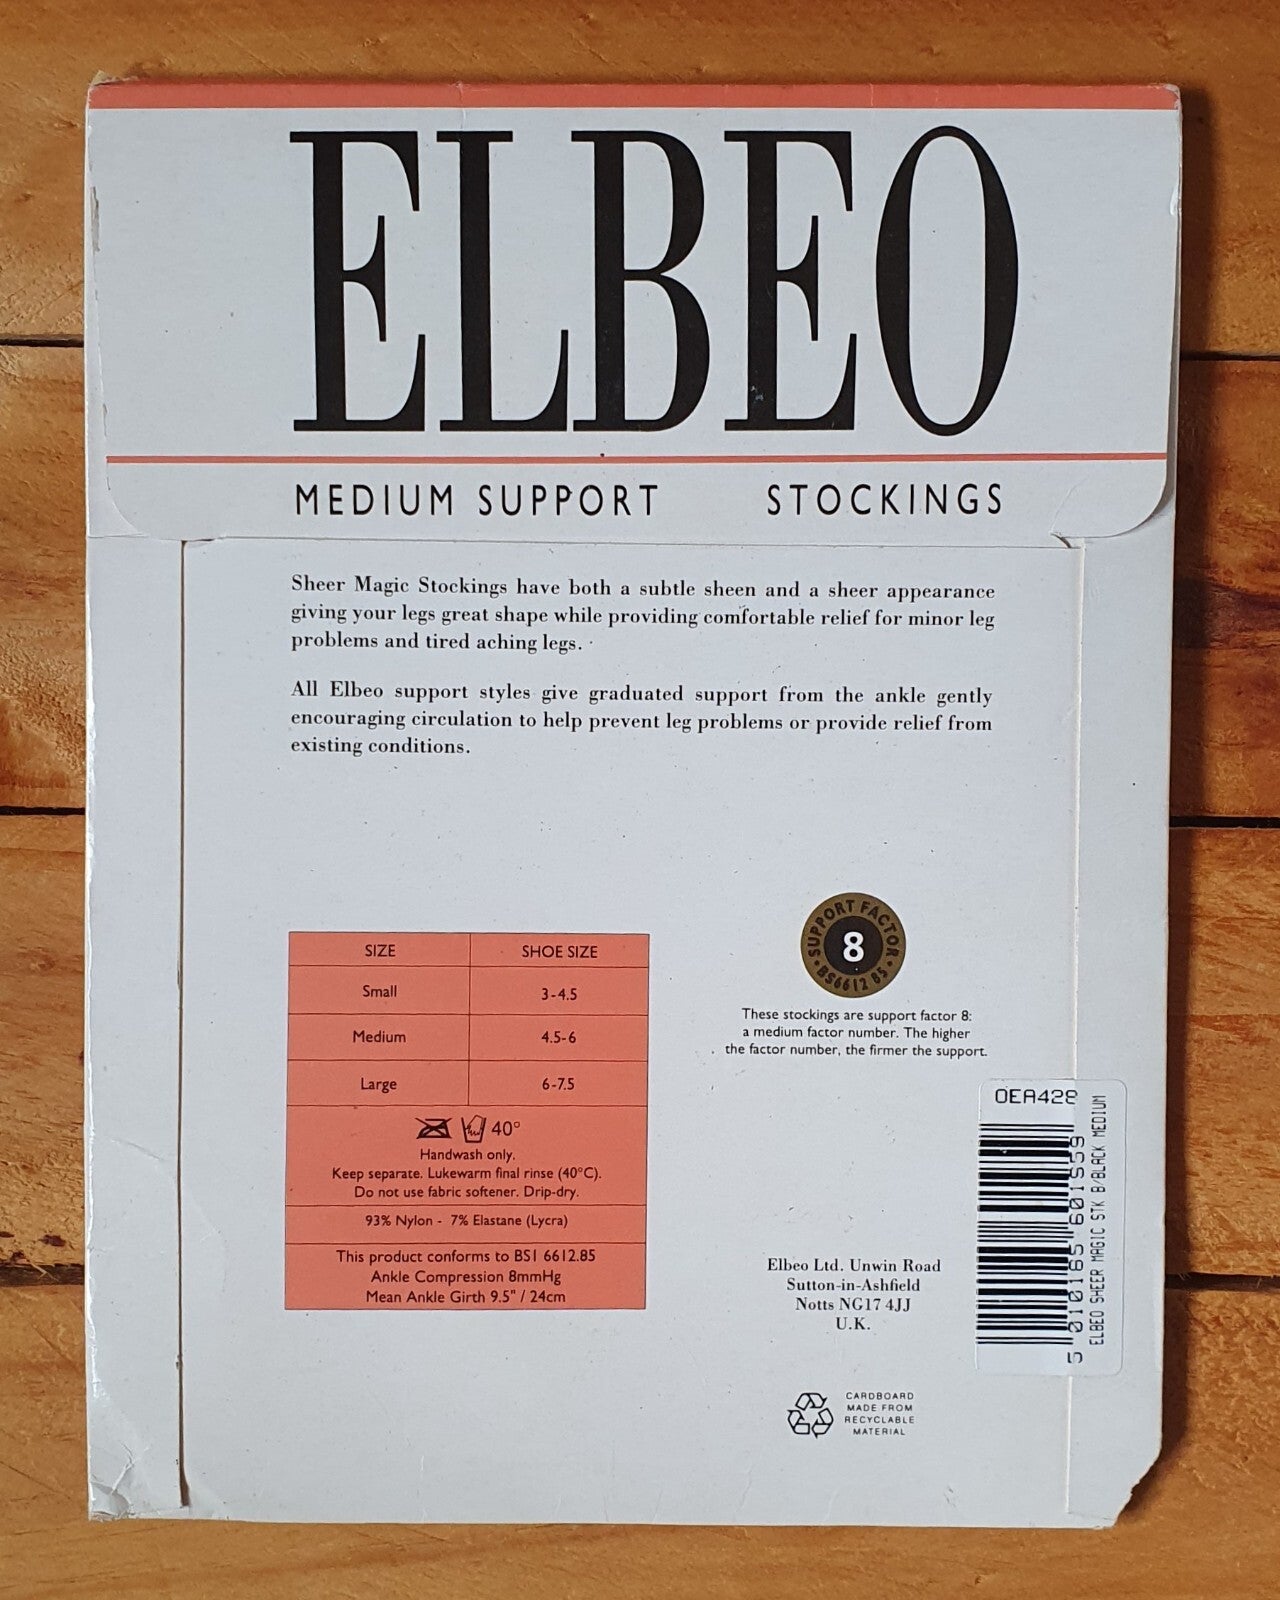 ELBEO
MEDIUM SUPPORT STOCKINGS
Sheer Magic Stockings have both a subtle sheen and a sheer appearance
giving your legs great shape while providing comfortable relief for minor leg
problems and tired aching legs.
All Elbeo support styles give graduated support from the ankle gently
encouraging circulation to help prevent leg problems or provide relief from
existing conditions.
SIZE SHOE SIZE
Small 3-4.5
Medium 4.5-6
Large 6-7.5
40°
Handwash only.
Keep separate. Lukewarm final rinse (40°C).
Do not use fabric softener. Drip-dry.
93% Nylon - 7% Elastane (Lycra)
This product conforms to BSI 6612.85
Ankle Compression 8mmHg
Mean Ankle Girth 9.5" / 24cm
SUPPORT FACTOR
8
BS6612 85
These stockings are support factor 8:
a medium factor number. The higher
the factor number, the firmer the support.
OEA428
5 010185 601559
ELBEO SHEER MAGIC STK B/BLACK MEDIUM
Elbeo Ltd. Unwin Road
Sutton-in-Ashfield
Notts NG17 4JJ
U.K.
CARDBOARD
MADE FROM
RECYCLABLE
MATERIAL